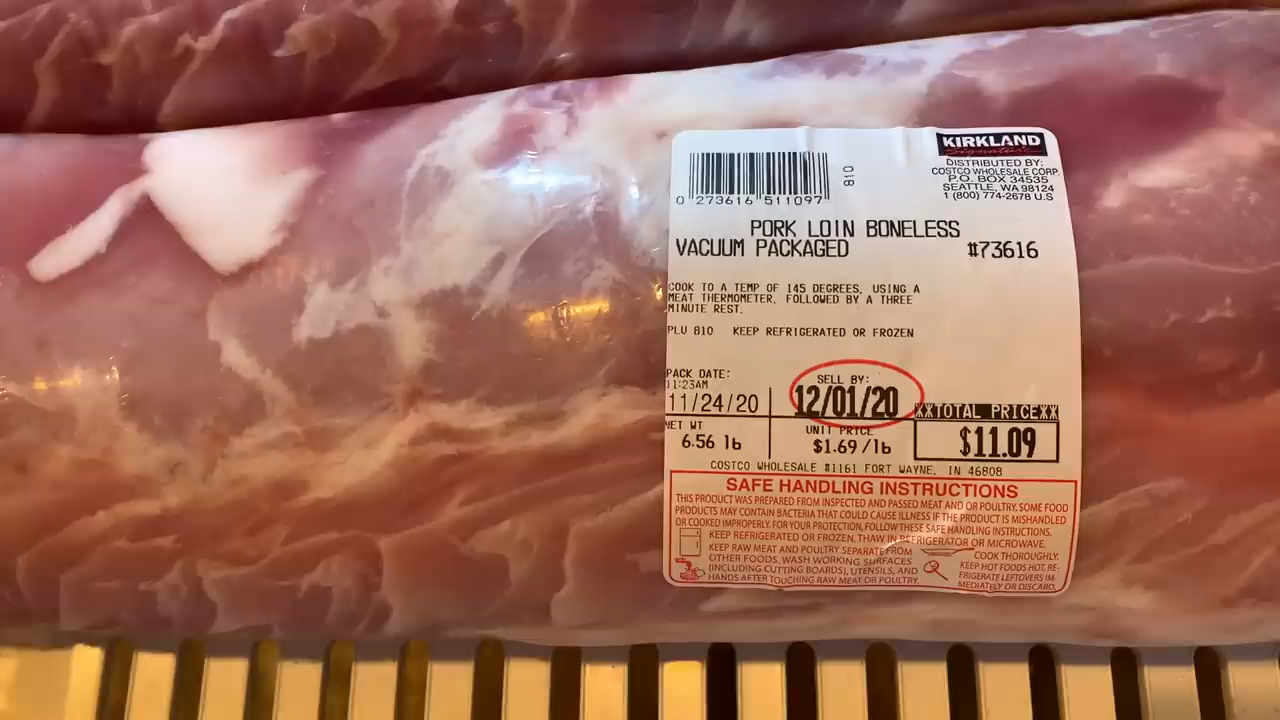 KIRKLAND
Signature
DISTRIBUTED BY:
COSTCO WHOLESALE CORP.
P.O. BOX 34535
SEATTLE, WA 98124
1 (800) 774-2678 U.S
810
0 273616 511097
PORK LOIN BONELESS
VACUUM PACKAGED #73616
COOK TO A TEMP OF 145 DEGREES, USING A
MEAT THERMOMETER, FOLLOWED BY A THREE
MINUTE REST.
PLU 810 KEEP REFRIGERATED OR FROZEN
PACK DATE:
11:23AM
11/24/20
SELL BY:
12/01/20
XXTOTAL PRICEXX
$11.09
NET WT
6.56 lb
UNIT PRICE
$1.69 /lb
COSTCO WHOLESALE #1161 FORT WAYNE, IN 46808
SAFE HANDLING INSTRUCTIONS
THIS PRODUCT WAS PREPARED FROM INSPECTED AND PASSED MEAT AND/OR POULTRY. SOME FOOD
PRODUCTS MAY CONTAIN BACTERIA THAT COULD CAUSE ILLNESS IF THE PRODUCT IS MISHANDLED
OR COOKED IMPROPERLY. FOR YOUR PROTECTION, FOLLOW THESE SAFE HANDLING INSTRUCTIONS.
KEEP REFRIGERATED OR FROZEN. THAW IN REFRIGERATOR OR MICROWAVE.
KEEP RAW MEAT AND POULTRY SEPARATE FROM
OTHER FOODS. WASH WORKING SURFACES
(INCLUDING CUTTING BOARDS), UTENSILS, AND
HANDS AFTER TOUCHING RAW MEAT OR POULTRY.
COOK THOROUGHLY.
KEEP HOT FOODS HOT. RE-
FRIGERATE LEFTOVERS IM-
MEDIATELY OR DISCARD.